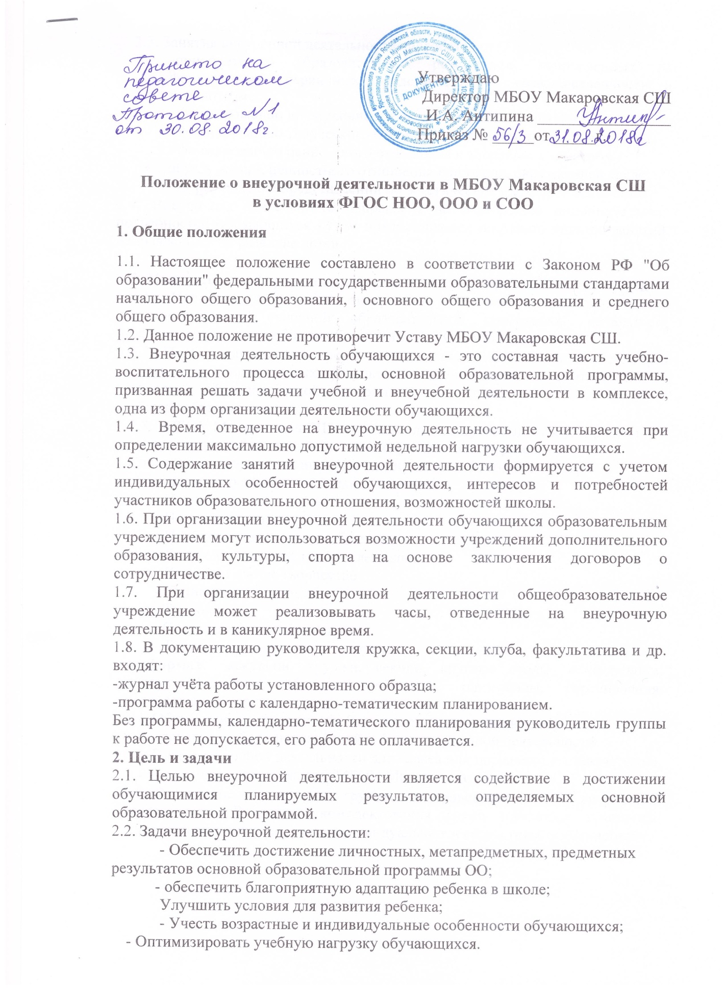 Принято на
педагогическом
совете
Протокол N 1
от 30.08.2018г.
Утверждаю
Директор МБОУ Макаровская СШ
И.А. Антипина
Приказ № 56/3 от 31.08.2018г
ДЛЯ
ДОКУМЕНТОВ
Положение о внеурочной деятельности в МБОУ Макаровская СШ
в условиях ФГОС НОО, ООО и СОО
1. Общие положения
1.1. Настоящее положение составлено в соответствии с Законом РФ "Об
образовании" федеральными государственными образовательными стандартами
начального общего образования, основного общего образования и среднего
общего образования.
1.2. Данное положение не противоречит Уставу МБОУ Макаровская СШ.
1.3. Внеурочная деятельность обучающихся - это составная часть учебно-
воспитательного процесса школы, основной образовательной программы,
призванная решать задачи учебной и внеучебной деятельности в комплексе,
одна из форм организации деятельности обучающихся.
1.4. Время, отведенное на внеурочную деятельность не учитывается при
определении максимально допустимой недельной нагрузки обучающихся.
1.5. Содержание занятий внеурочной деятельности формируется с учетом
индивидуальных особенностей обучающихся, интересов и потребностей
участников образовательного отношения, возможностей школы.
1.6. При организации внеурочной деятельности обучающихся образовательным
учреждением могут использоваться возможности учреждений дополнительного
образования, культуры, спорта на основе заключения договоров о
сотрудничестве.
1.7. При организации внеурочной деятельности общеобразовательное
учреждение может реализовывать часы, отведенные на внеурочную
деятельность и в каникулярное время.
1.8. В документацию руководителя кружка, секции, клуба, факультатива и др.
входят:
-журнал учёта работы установленного образца;
-программа работы с календарно-тематическим планированием.
Без программы, календарно-тематического планирования руководитель группы
к работе не допускается, его работа не оплачивается.
2. Цель и задачи
2.1. Целью внеурочной деятельности является содействие в достижении
обучающимися планируемых результатов, определяемых основной
образовательной программой.
2.2. Задачи внеурочной деятельности:
- Обеспечить достижение личностных, метапредметных, предметных
результатов основной образовательной программы ОО;
- обеспечить благоприятную адаптацию ребенка в школе;
Улучшить условия для развития ребенка;
- Учесть возрастные и индивидуальные особенности обучающихся;
- Оптимизировать учебную нагрузку обучающихся.